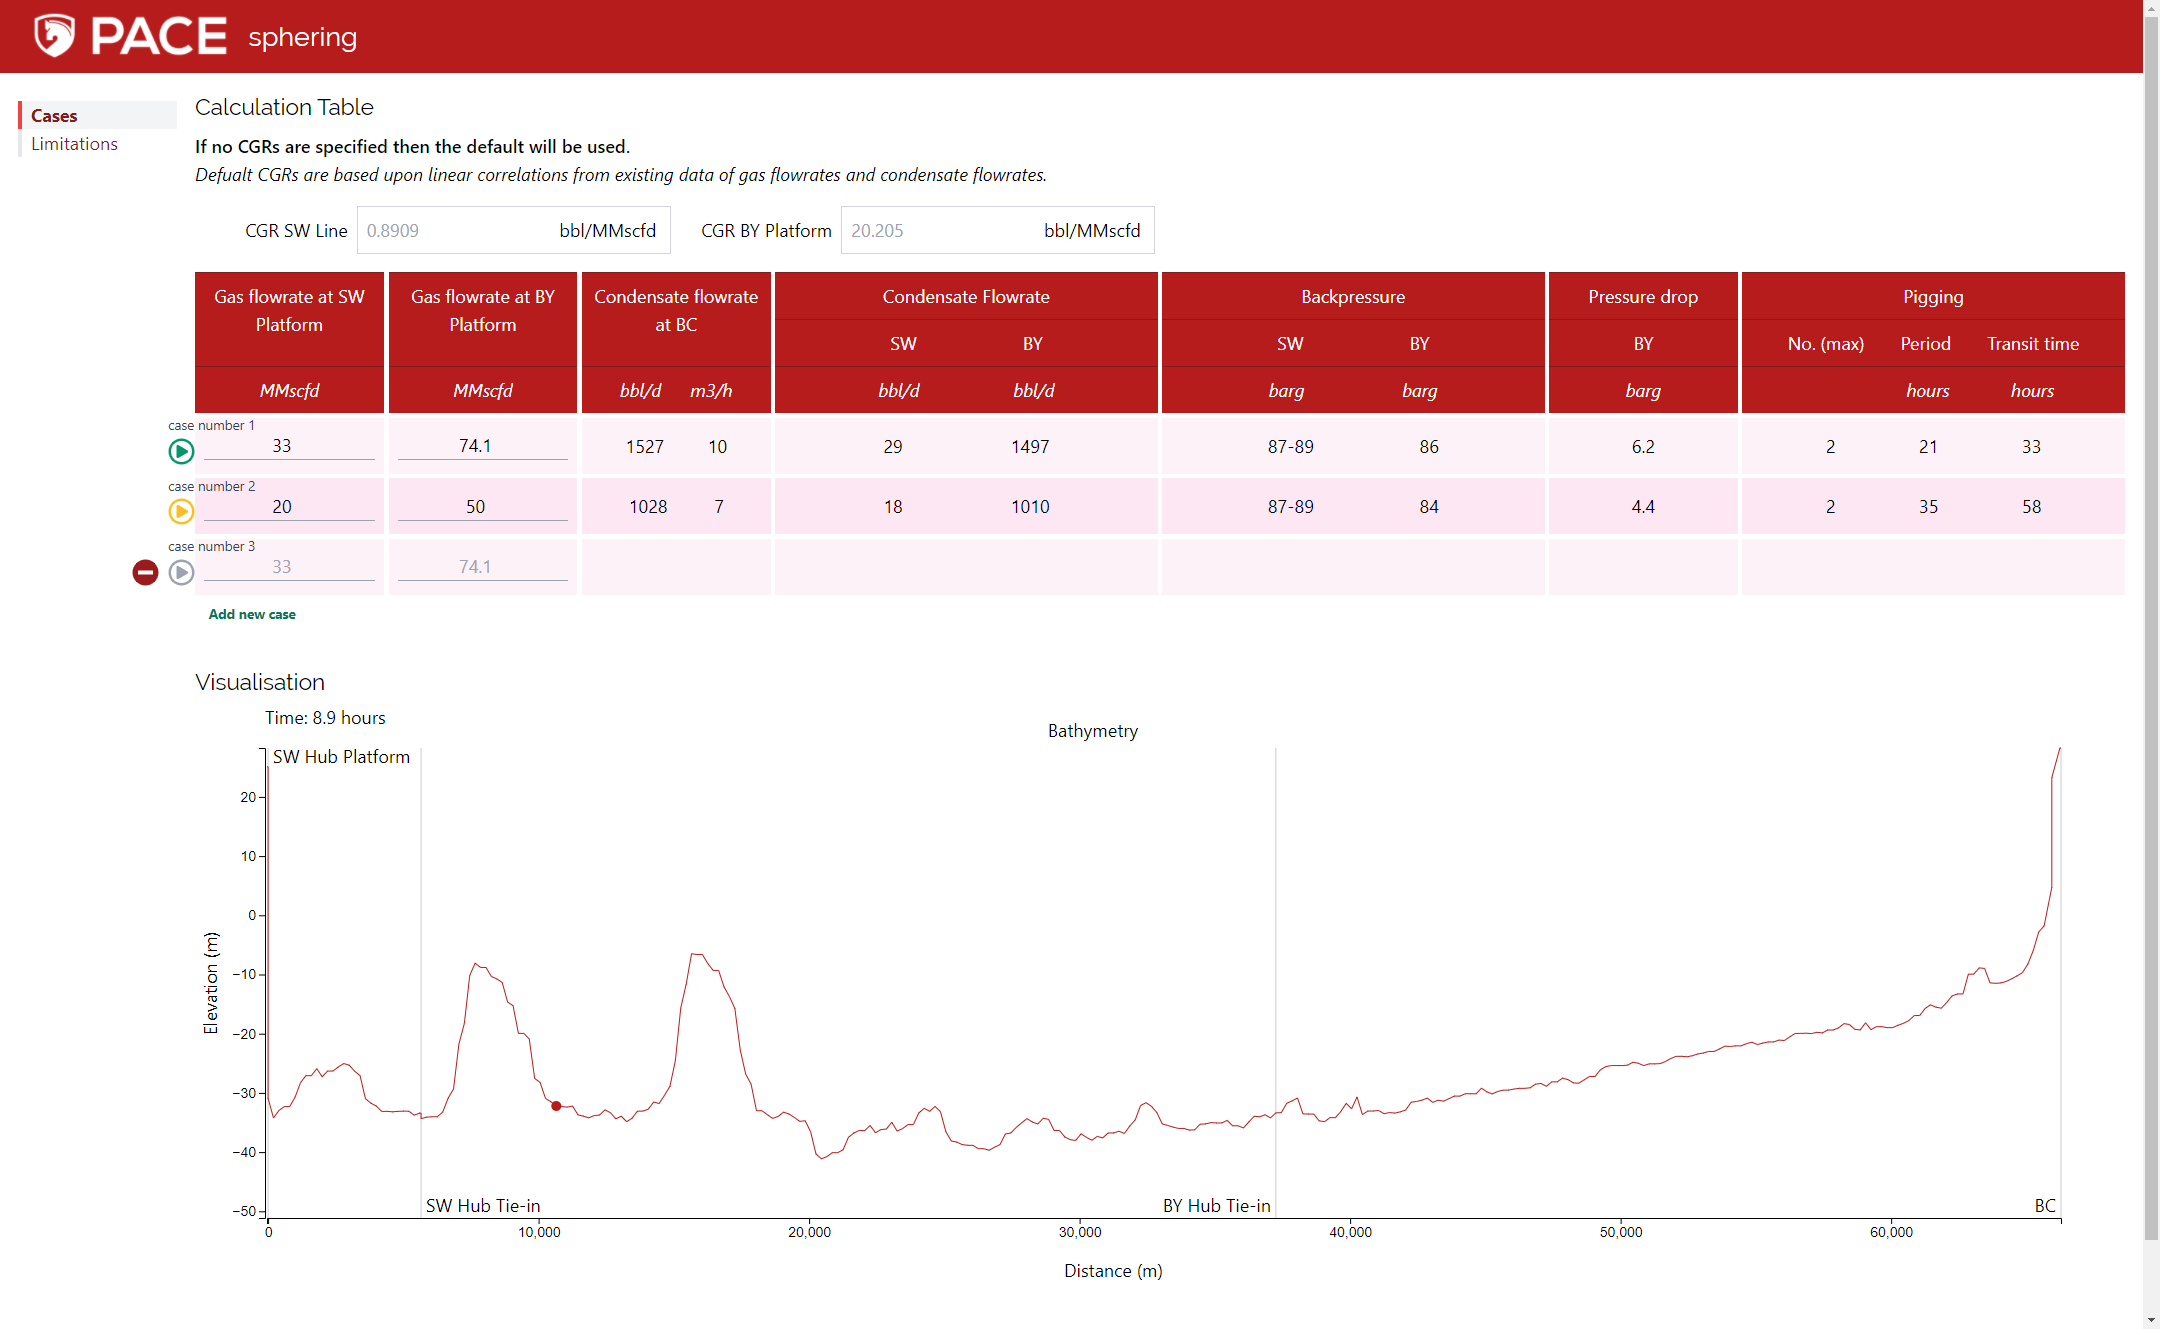 PACE sphering
Cases
Limitations
Calculation Table
If no CGRs are specified then the default will be used.
Defualt CGRs are based upon linear correlations from existing data of gas flowrates and condensate flowrates.
CGR SW Line 0.8909 bbl/MMscfd CGR BY Platform 20.205 bbl/MMscfd
Gas flowrate at SW Platform Gas flowrate at BY Platform Condensate flowrate at BC Condensate Flowrate Backpressure Pressure drop Pigging
SW BY SW BY BY No. (max) Period Transit time
MMscfd MMscfd bbl/d m3/h bbl/d bbl/d barg barg barg hours hours
case number 1
33 74.1 1527 10 29 1497 87-89 86 6.2 2 21 33
case number 2
20 50 1028 7 18 1010 87-89 84 4.4 2 35 58
case number 3
33 74.1
Add new case
Visualisation
Time: 8.9 hours
Bathymetry
SW Hub Platform
20
10
0
−10
−20
−30
−40
−50
Elevation (m)
SW Hub Tie-in BY Hub Tie-in BC
0 10,000 20,000 30,000 40,000 50,000 60,000
Distance (m)